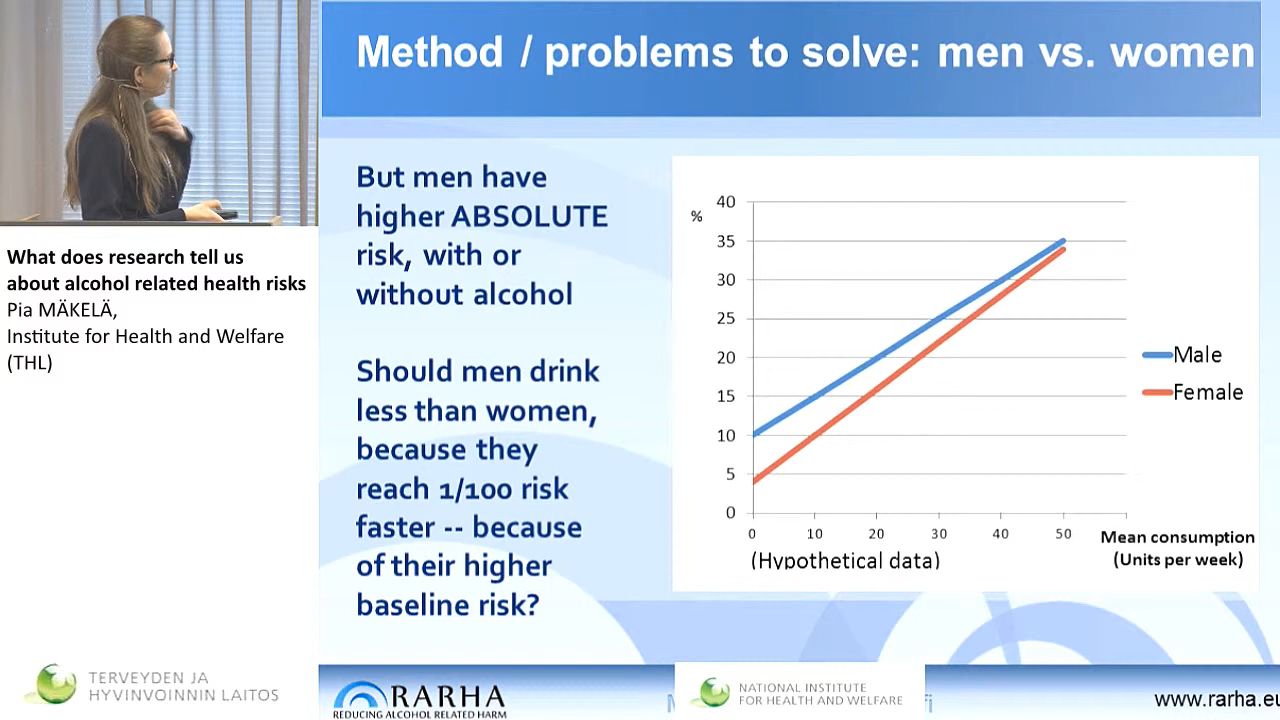 Method / problems to solve: men vs. women
What does research tell us
about alcohol related health risks
Pia MÄKELÄ,
Institute for Health and Welfare
(THL)
But men have
higher ABSOLUTE
risk, with or
without alcohol
Should men drink
less than women,
because they
reach 1/100 risk
faster -- because
of their higher
baseline risk?
%
40
35
30
25
20
15
10
5
0
0 10 20 30 40 50
Mean consumption
(Units per week)
(Hypothetical data)
Male
Female
TERVEYDEN JA
HYVINVOINNIN LAITOS
RARHA
REDUCING ALCOHOL RELATED HARM
NATIONAL INSTITUTE
FOR HEALTH AND WELFARE
www.rarha.eu